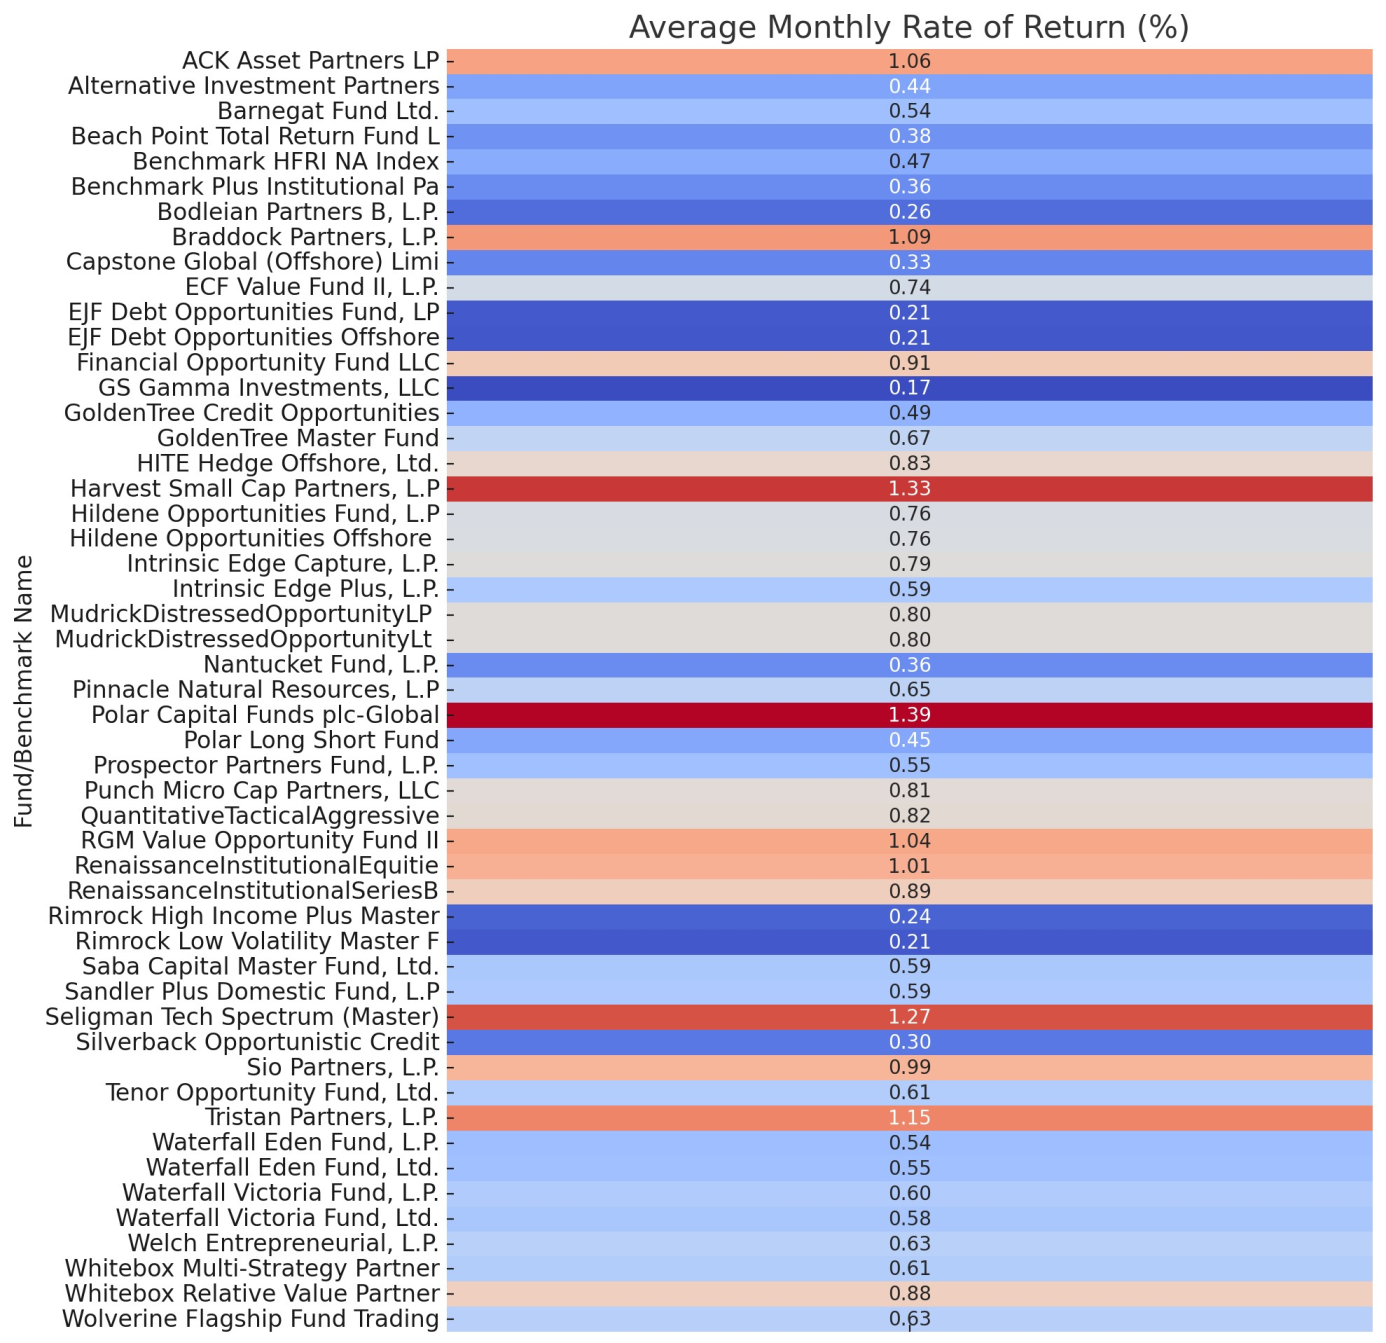 Average Monthly Rate of Return (%)
ACK Asset Partners LP 1.06
Alternative Investment Partners 0.44
Barnegat Fund Ltd. 0.54
Beach Point Total Return Fund L 0.38
Benchmark HFRI NA Index 0.47
Benchmark Plus Institutional Pa 0.36
Bodleian Partners B, L.P. 0.26
Braddock Partners, L.P. 1.09
Capstone Global (Offshore) Limi 0.33
ECF Value Fund II, L.P. 0.74
EJF Debt Opportunities Fund, LP 0.21
EJF Debt Opportunities Offshore 0.21
Financial Opportunity Fund LLC 0.91
GS Gamma Investments, LLC 0.17
GoldenTree Credit Opportunities 0.49
GoldenTree Master Fund 0.67
HITE Hedge Offshore, Ltd. 0.83
Harvest Small Cap Partners, L.P 1.33
Hildene Opportunities Fund, L.P 0.76
Hildene Opportunities Offshore 0.76
Intrinsic Edge Capture, L.P. 0.79
Intrinsic Edge Plus, L.P. 0.59
MudrickDistressedOpportunityLP 0.80
MudrickDistressedOpportunityLt 0.80
Nantucket Fund, L.P. 0.36
Pinnacle Natural Resources, L.P 0.65
Polar Capital Funds plc-Global 1.39
Polar Long Short Fund 0.45
Prospector Partners Fund, L.P. 0.55
Punch Micro Cap Partners, LLC 0.81
QuantitativeTacticalAggressive 0.82
RGM Value Opportunity Fund II 1.04
RenaissanceInstitutionalEquitie 1.01
RenaissanceInstitutionalSeriesB 0.89
Rimrock High Income Plus Master 0.24
Rimrock Low Volatility Master F 0.21
Saba Capital Master Fund, Ltd. 0.59
Sandler Plus Domestic Fund, L.P 0.59
Seligman Tech Spectrum (Master) 1.27
Silverback Opportunistic Credit 0.30
Sio Partners, L.P. 0.99
Tenor Opportunity Fund, Ltd. 0.61
Tristan Partners, L.P. 1.15
Waterfall Eden Fund, L.P. 0.54
Waterfall Eden Fund, Ltd. 0.55
Waterfall Victoria Fund, L.P. 0.60
Waterfall Victoria Fund, Ltd. 0.58
Welch Entrepreneurial, L.P. 0.63
Whitebox Multi-Strategy Partner 0.61
Whitebox Relative Value Partner 0.88
Wolverine Flagship Fund Trading 0.63
Fund/Benchmark Name